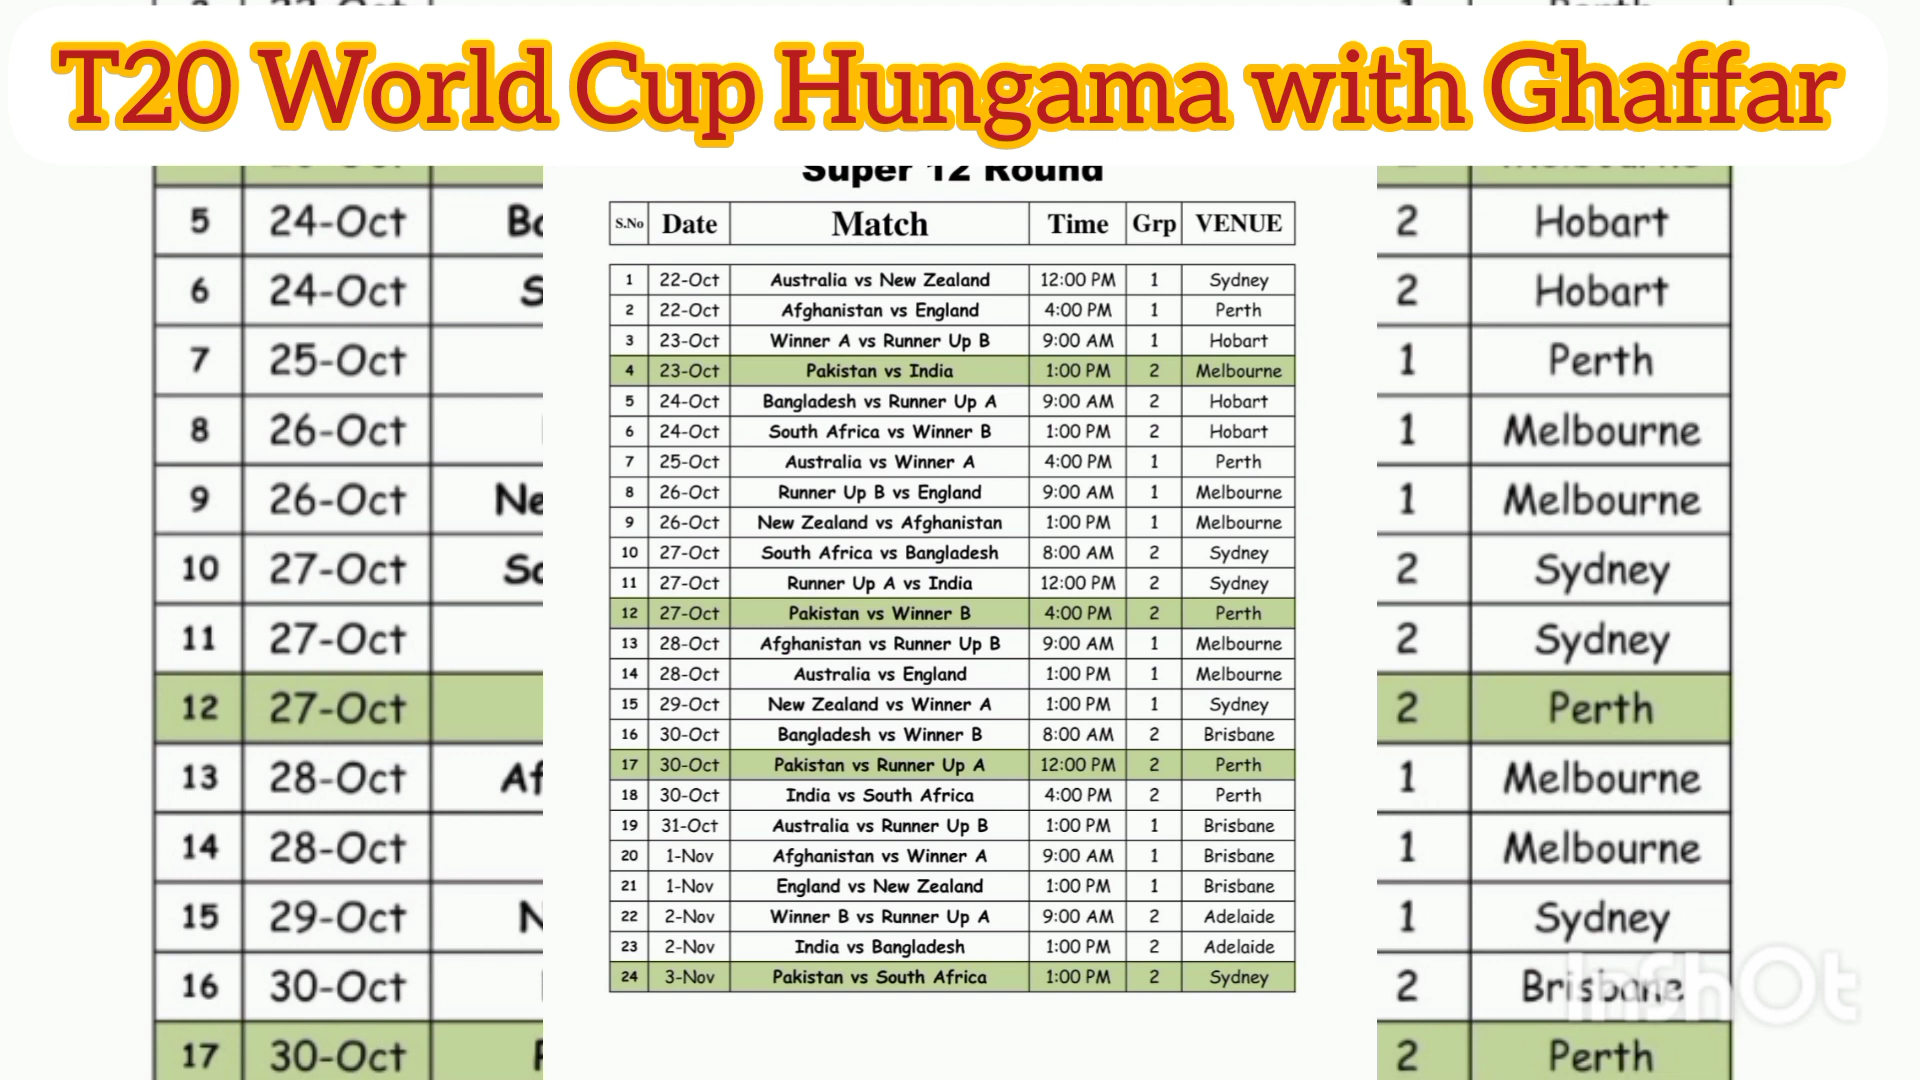 T20 World Cup Hungama with Ghaffar
Super 12 Round
S.No Date Match Time Grp VENUE
1 22-Oct Australia vs New Zealand 12:00 PM 1 Sydney
2 22-Oct Afghanistan vs England 4:00 PM 1 Perth
3 23-Oct Winner A vs Runner Up B 9:00 AM 1 Hobart
4 23-Oct Pakistan vs India 1:00 PM 2 Melbourne
5 24-Oct Bangladesh vs Runner Up A 9:00 AM 2 Hobart
6 24-Oct South Africa vs Winner B 1:00 PM 2 Hobart
7 25-Oct Australia vs Winner A 4:00 PM 1 Perth
8 26-Oct Runner Up B vs England 9:00 AM 1 Melbourne
9 26-Oct New Zealand vs Afghanistan 1:00 PM 1 Melbourne
10 27-Oct South Africa vs Bangladesh 8:00 AM 2 Sydney
11 27-Oct Runner Up A vs India 12:00 PM 2 Sydney
12 27-Oct Pakistan vs Winner B 4:00 PM 2 Perth
13 28-Oct Afghanistan vs Runner Up B 9:00 AM 1 Melbourne
14 28-Oct Australia vs England 1:00 PM 1 Melbourne
15 29-Oct New Zealand vs Winner A 1:00 PM 1 Sydney
16 30-Oct Bangladesh vs Winner B 8:00 AM 2 Brisbane
17 30-Oct Pakistan vs Runner Up A 12:00 PM 2 Perth
18 30-Oct India vs South Africa 4:00 PM 2 Perth
19 31-Oct Australia vs Runner Up B 1:00 PM 1 Brisbane
20 1-Nov Afghanistan vs Winner A 9:00 AM 1 Brisbane
21 1-Nov England vs New Zealand 1:00 PM 1 Brisbane
22 2-Nov Winner B vs Runner Up A 9:00 AM 2 Adelaide
23 2-Nov India vs Bangladesh 1:00 PM 2 Adelaide
24 3-Nov Pakistan vs South Africa 1:00 PM 2 Sydney
5 24-Oct 2 Hobart
6 24-Oct 2 Hobart
7 25-Oct 1 Perth
8 26-Oct 1 Melbourne
9 26-Oct 1 Melbourne
10 27-Oct 2 Sydney
11 27-Oct 2 Sydney
12 27-Oct 2 Perth
13 28-Oct 1 Melbourne
14 28-Oct 1 Melbourne
15 29-Oct 1 Sydney
16 30-Oct 2 Brisbane
17 30-Oct 2 Perth
InShOt